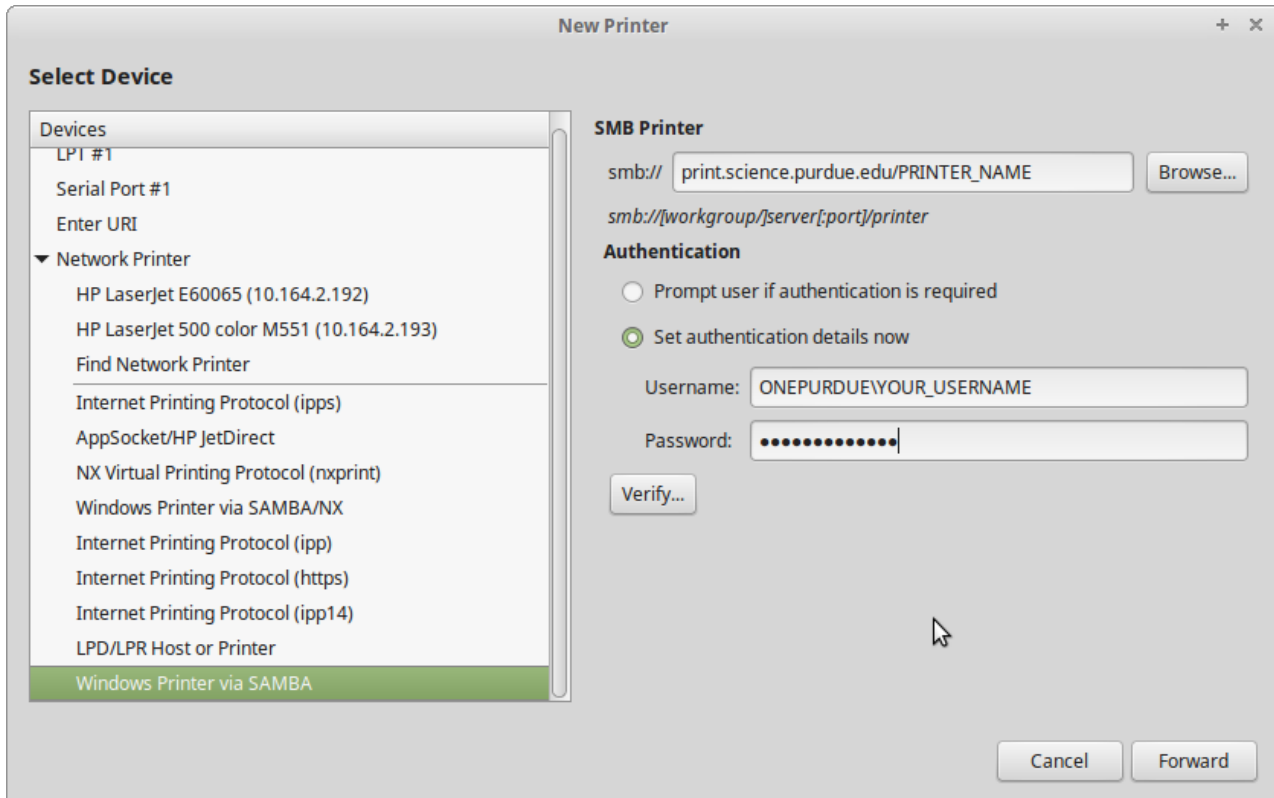 New Printer
Select Device
Devices
LPT #1
Serial Port #1
Enter URI
Network Printer
HP LaserJet E60065 (10.164.2.192)
HP LaserJet 500 color M551 (10.164.2.193)
Find Network Printer
Internet Printing Protocol (ipps)
AppSocket/HP JetDirect
NX Virtual Printing Protocol (nxprint)
Windows Printer via SAMBA/NX
Internet Printing Protocol (ipp)
Internet Printing Protocol (https)
Internet Printing Protocol (ipp14)
LPD/LPR Host or Printer
Windows Printer via SAMBA
SMB Printer
smb:// print.science.purdue.edu/PRINTER_NAME Browse...
smb://[workgroup/]server[:port]/printer
Authentication
Prompt user if authentication is required
Set authentication details now
Username: ONEPURDUE\YOUR_USERNAME
Password: •••••••••••••
Verify...
Cancel Forward